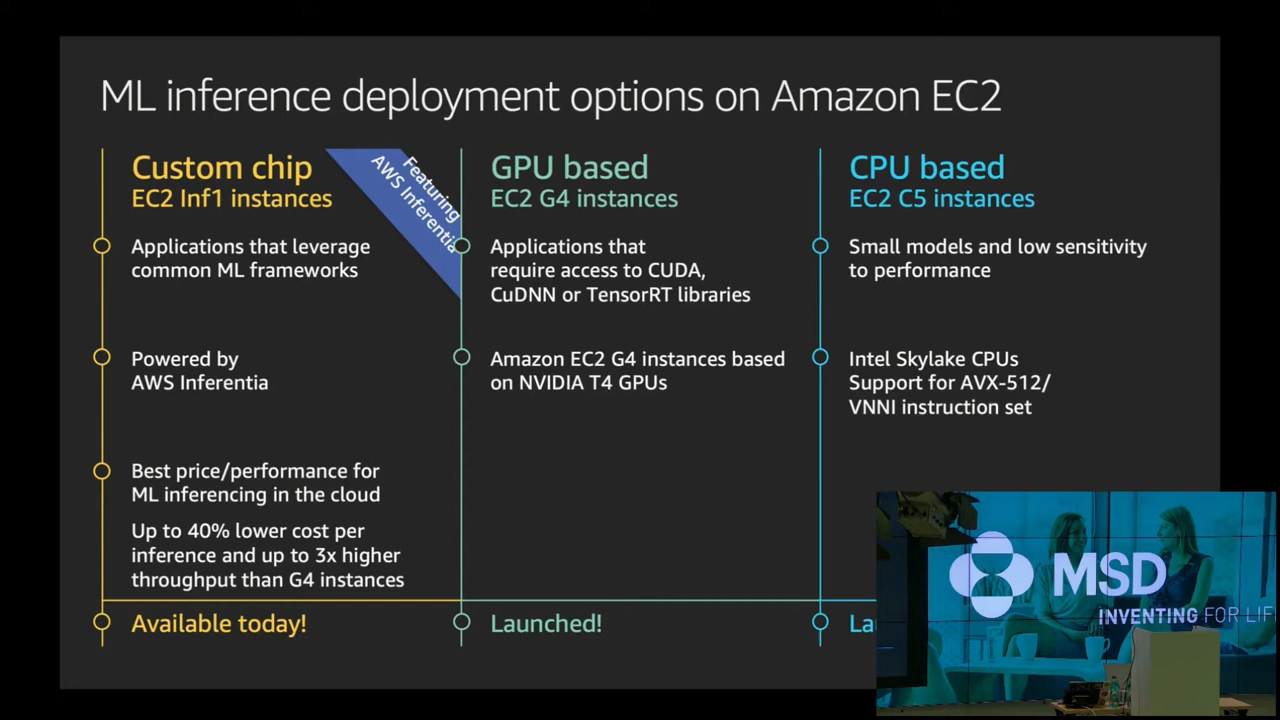 ML inference deployment options on Amazon EC2
Custom chip
EC2 Inf1 instances
Featuring
AWS Inferentia
Applications that leverage
common ML frameworks
Powered by
AWS Inferentia
Best price/performance for
ML inferencing in the cloud
Up to 40% lower cost per
inference and up to 3x higher
throughput than G4 instances
Available today!
GPU based
EC2 G4 instances
Applications that
require access to CUDA,
CuDNN or TensorRT libraries
Amazon EC2 G4 instances based
on NVIDIA T4 GPUs
Launched!
CPU based
EC2 C5 instances
Small models and low sensitivity
to performance
Intel Skylake CPUs
Support for AVX-512/
VNNI instruction set
MSD
INVENTING FOR